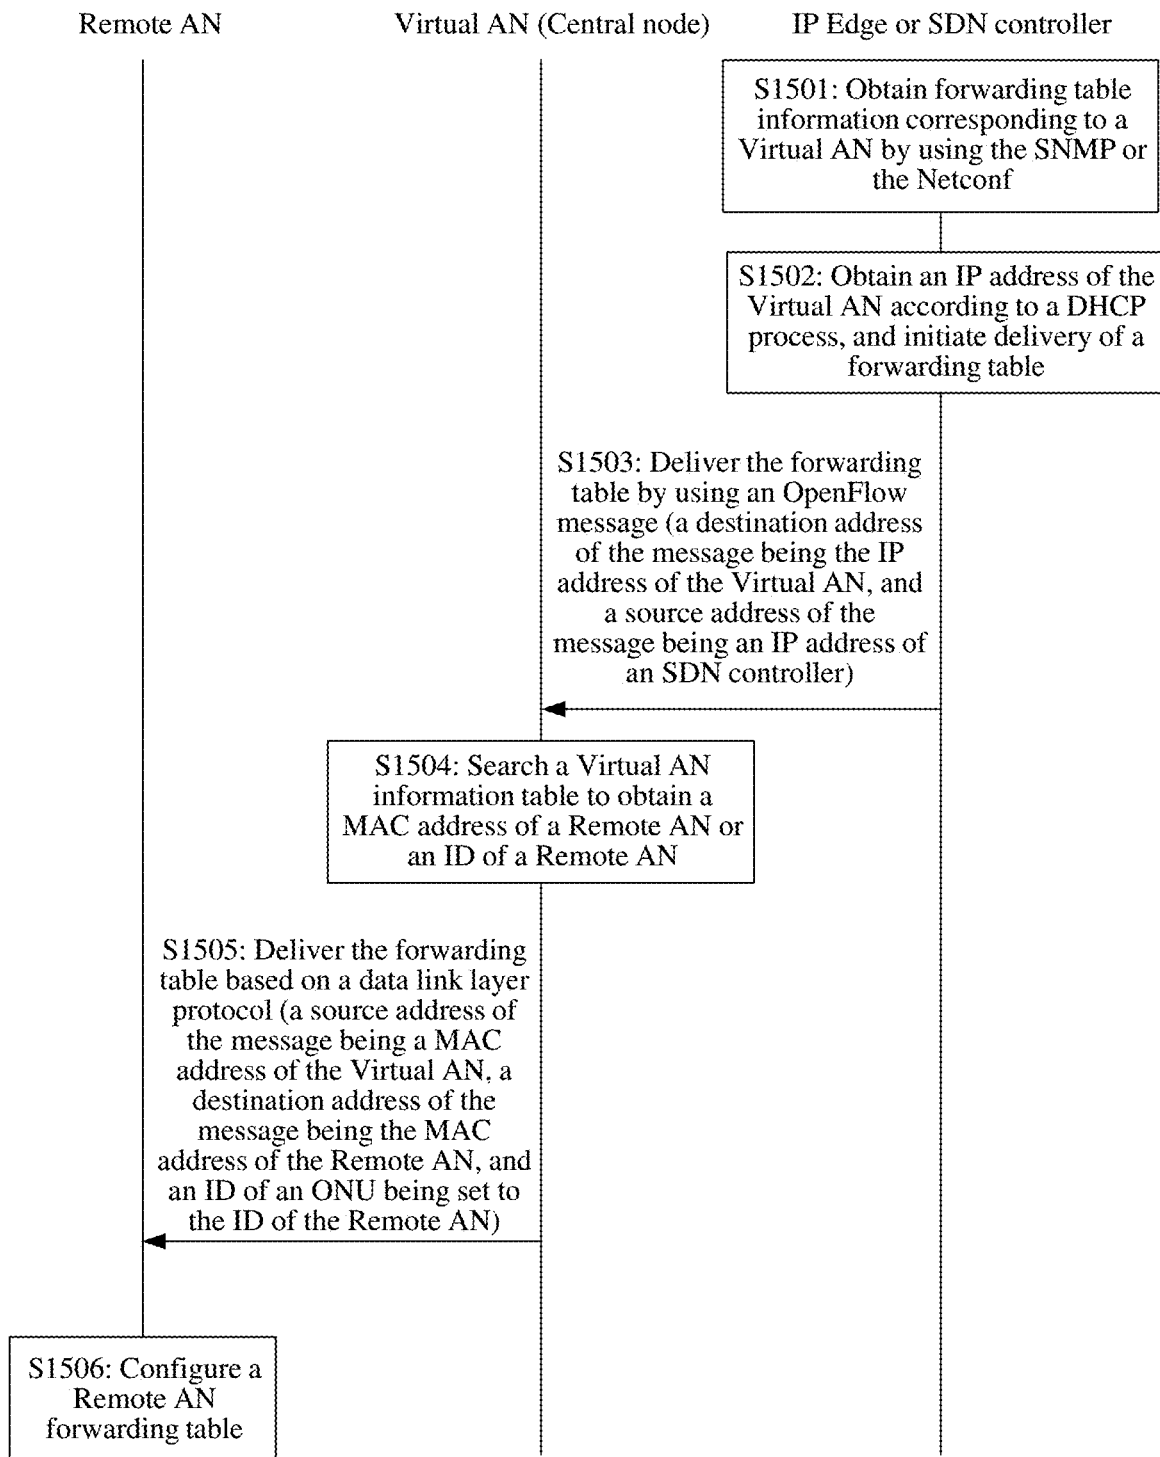 Remote AN
Virtual AN (Central node)
IP Edge or SDN controller
S1501: Obtain forwarding table
information corresponding to a
Virtual AN by using the SNMP or
the Netconf
S1502: Obtain an IP address of the
Virtual AN according to a DHCP
process, and initiate delivery of a
forwarding table
S1503: Deliver the forwarding
table by using an OpenFlow
message (a destination address
of the message being the IP
address of the Virtual AN, and
a source address of the
message being an IP address of
an SDN controller)
S1504: Search a Virtual AN
information table to obtain a
MAC address of a Remote AN or
an ID of a Remote AN
S1505: Deliver the forwarding
table based on a data link layer
protocol (a source address of
the message being a MAC
address of the Virtual AN, a
destination address of the
message being the MAC
address of the Remote AN, and
an ID of an ONU being set to
the ID of the Remote AN)
S1506: Configure a
Remote AN
forwarding table